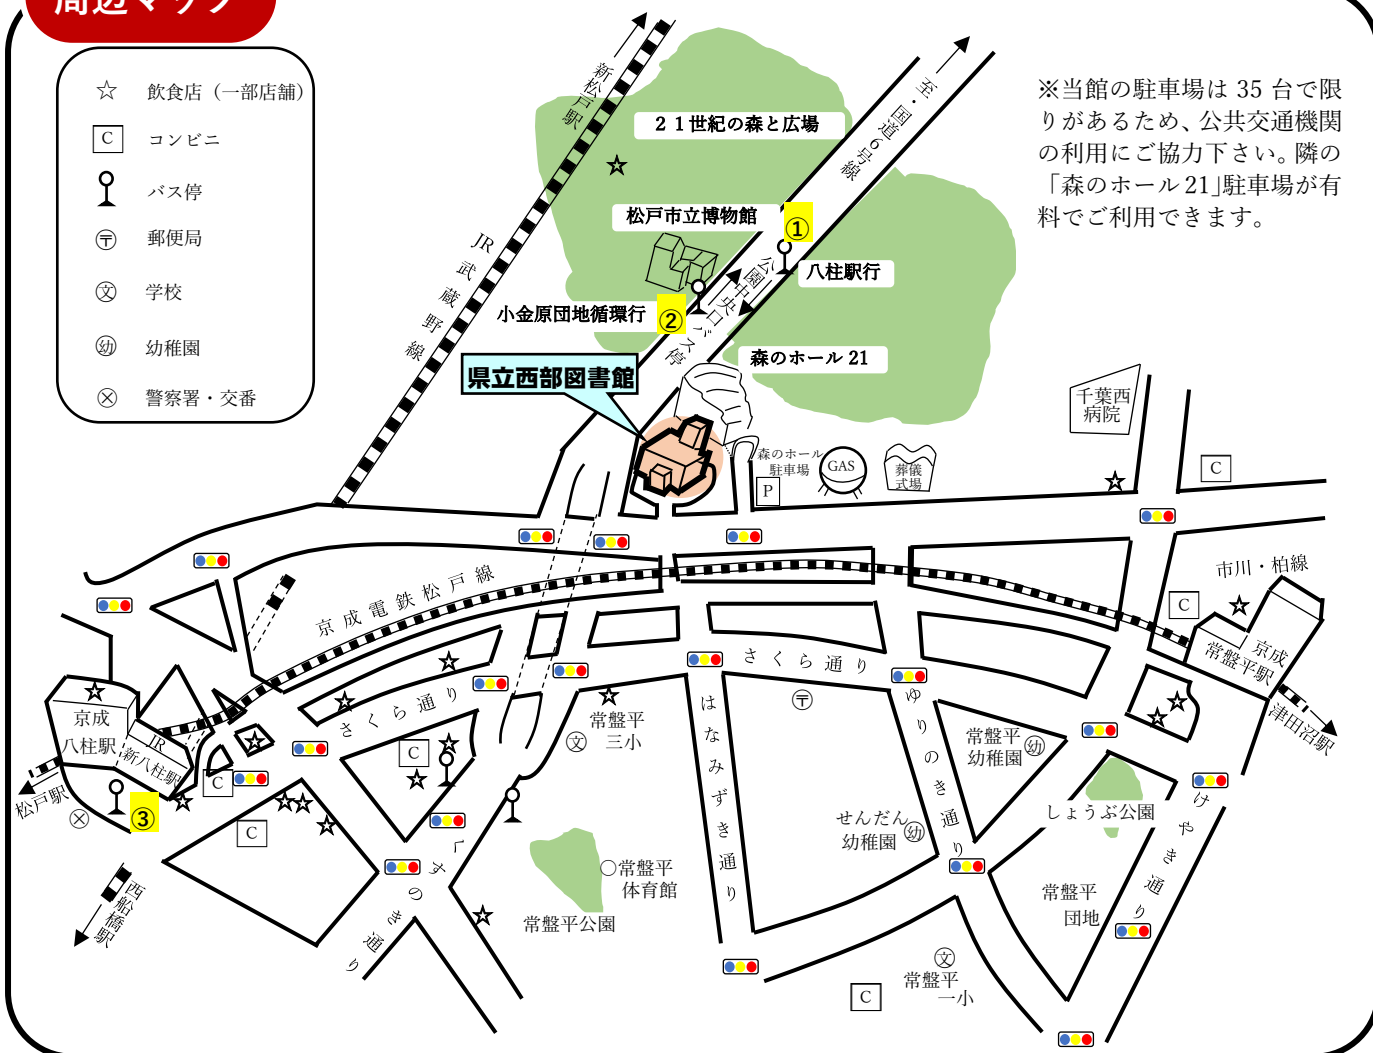 周辺マップ
☆ 飲食店（一部店舗）
C コンビニ
バス停
〒 郵便局
文 学校
幼 幼稚園
警察署・交番
※当館の駐車場は 35 台で限
りがあるため、公共交通機関
の利用にご協力下さい。隣の
「森のホール 21」駐車場が有
料でご利用できます。
新松戸駅
至・国道6号線
２１世紀の森と広場
松戸市立博物館
①
八柱駅行
公園中央口バス停
小金原団地循環行
②
JR武蔵野線
森のホール 21
県立西部図書館
千葉西
病院
森のホール
駐車場
P
GAS
葬儀
式場
C
市川・柏線
C
京成電鉄松戸線
京成
常盤平駅
津田沼駅
さくら通り
さくら通り
〒
京成
八柱駅
JR
新八柱駅
松戸駅
③
C
C
C
西船橋駅
文
常盤平
三小
はなみずき通り
ゆりのき通り
常盤平
幼稚園
幼
せんだん
幼稚園
幼
しょうぶ公園
けやき通り
くすのき通り
○常盤平
体育館
常盤平公園
常盤平
団地
文
常盤平
一小
C